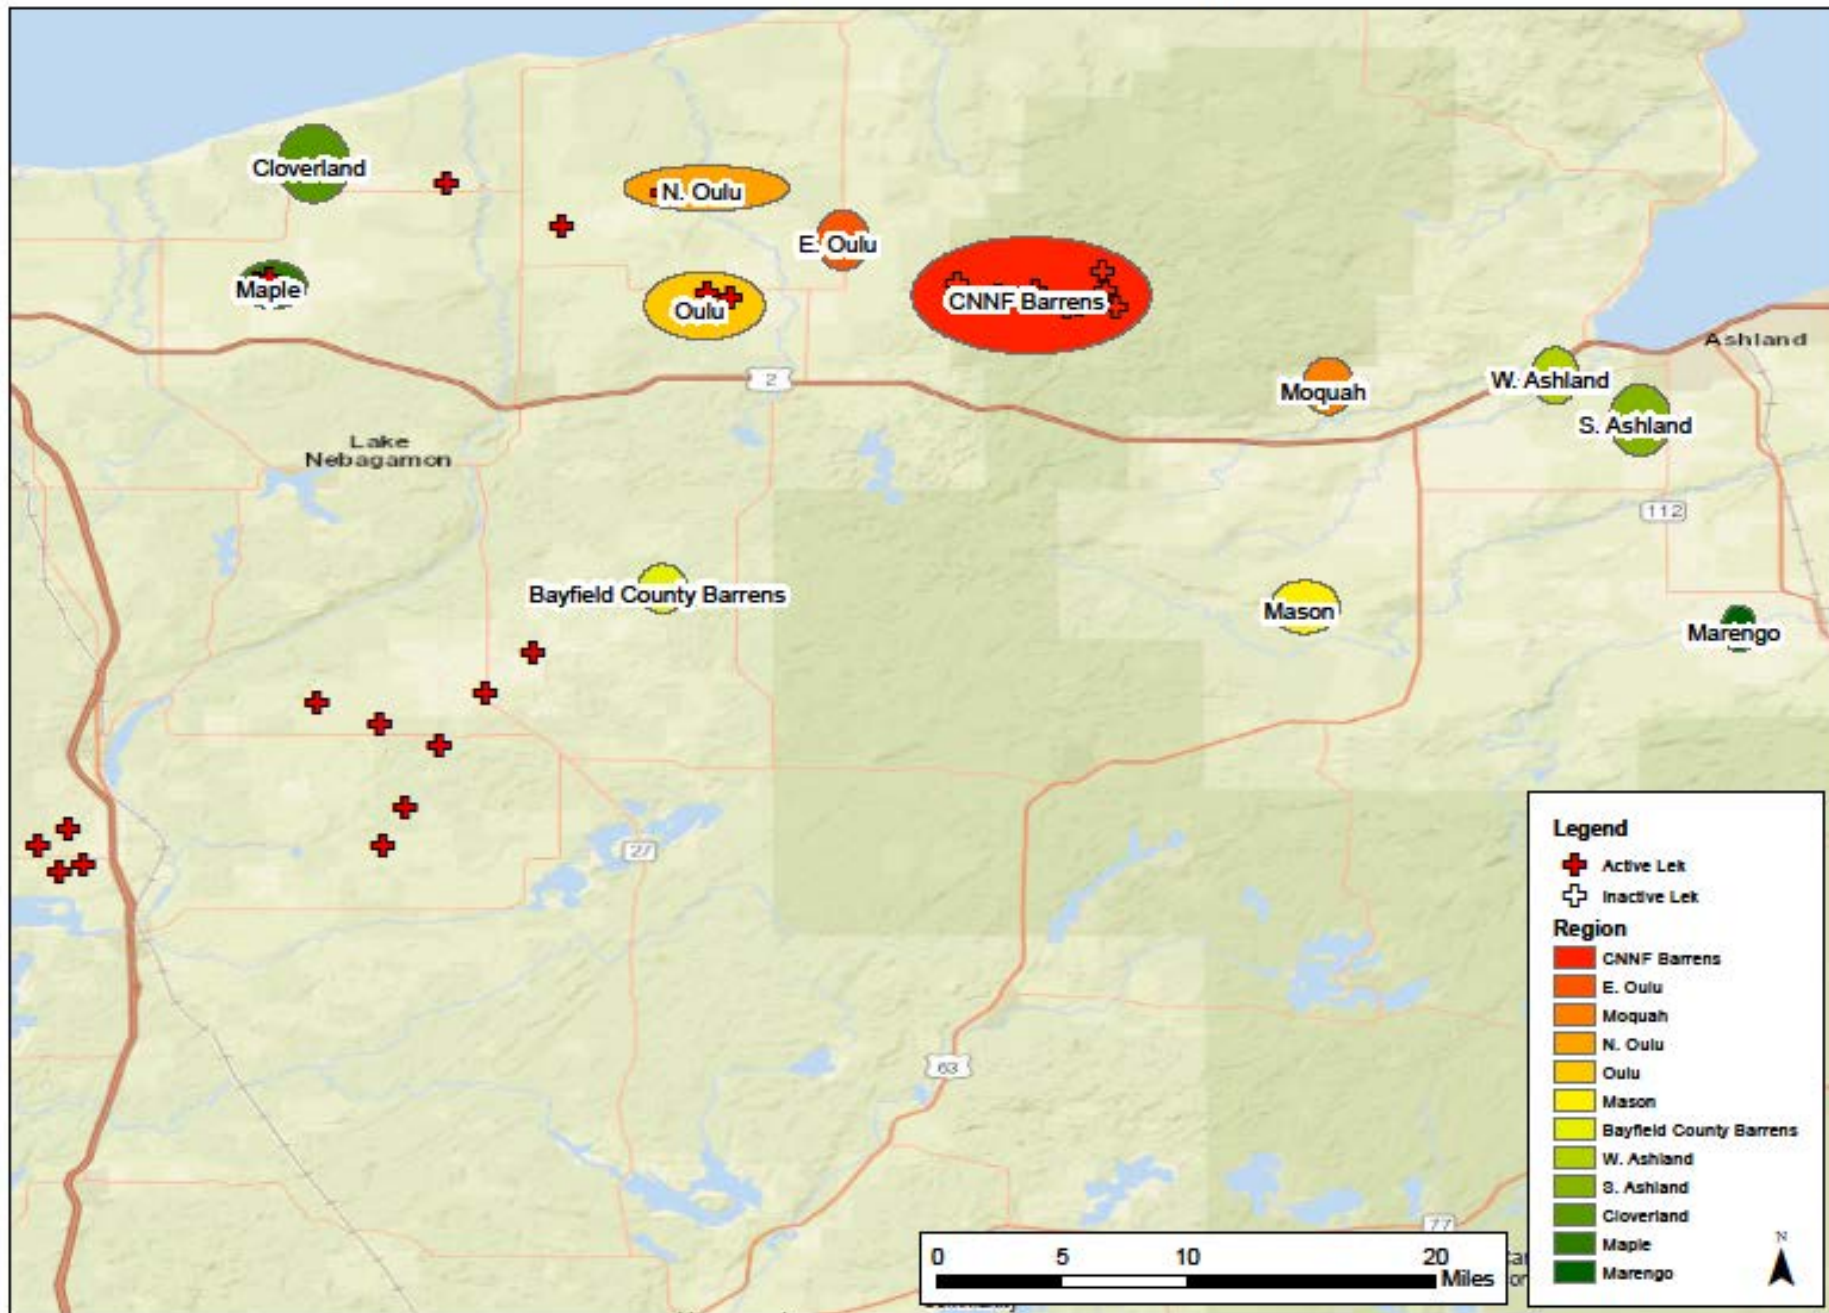 Cloverland
N. Oulu
E. Oulu
Maple
Oulu
CNNF Barrens
Ashland
2
Moquah
W. Ashland
S. Ashland
Lake
Nebagamon
112
Bayfield County Barrens
Mason
Marengo
27
63
77
Legend
Active Lek
Inactive Lek
Region
CNNF Barrens
E. Oulu
Moquah
N. Oulu
Oulu
Mason
Bayfield County Barrens
W. Ashland
S. Ashland
Cloverland
Maple
Marengo
N
0 5 10 20
Miles